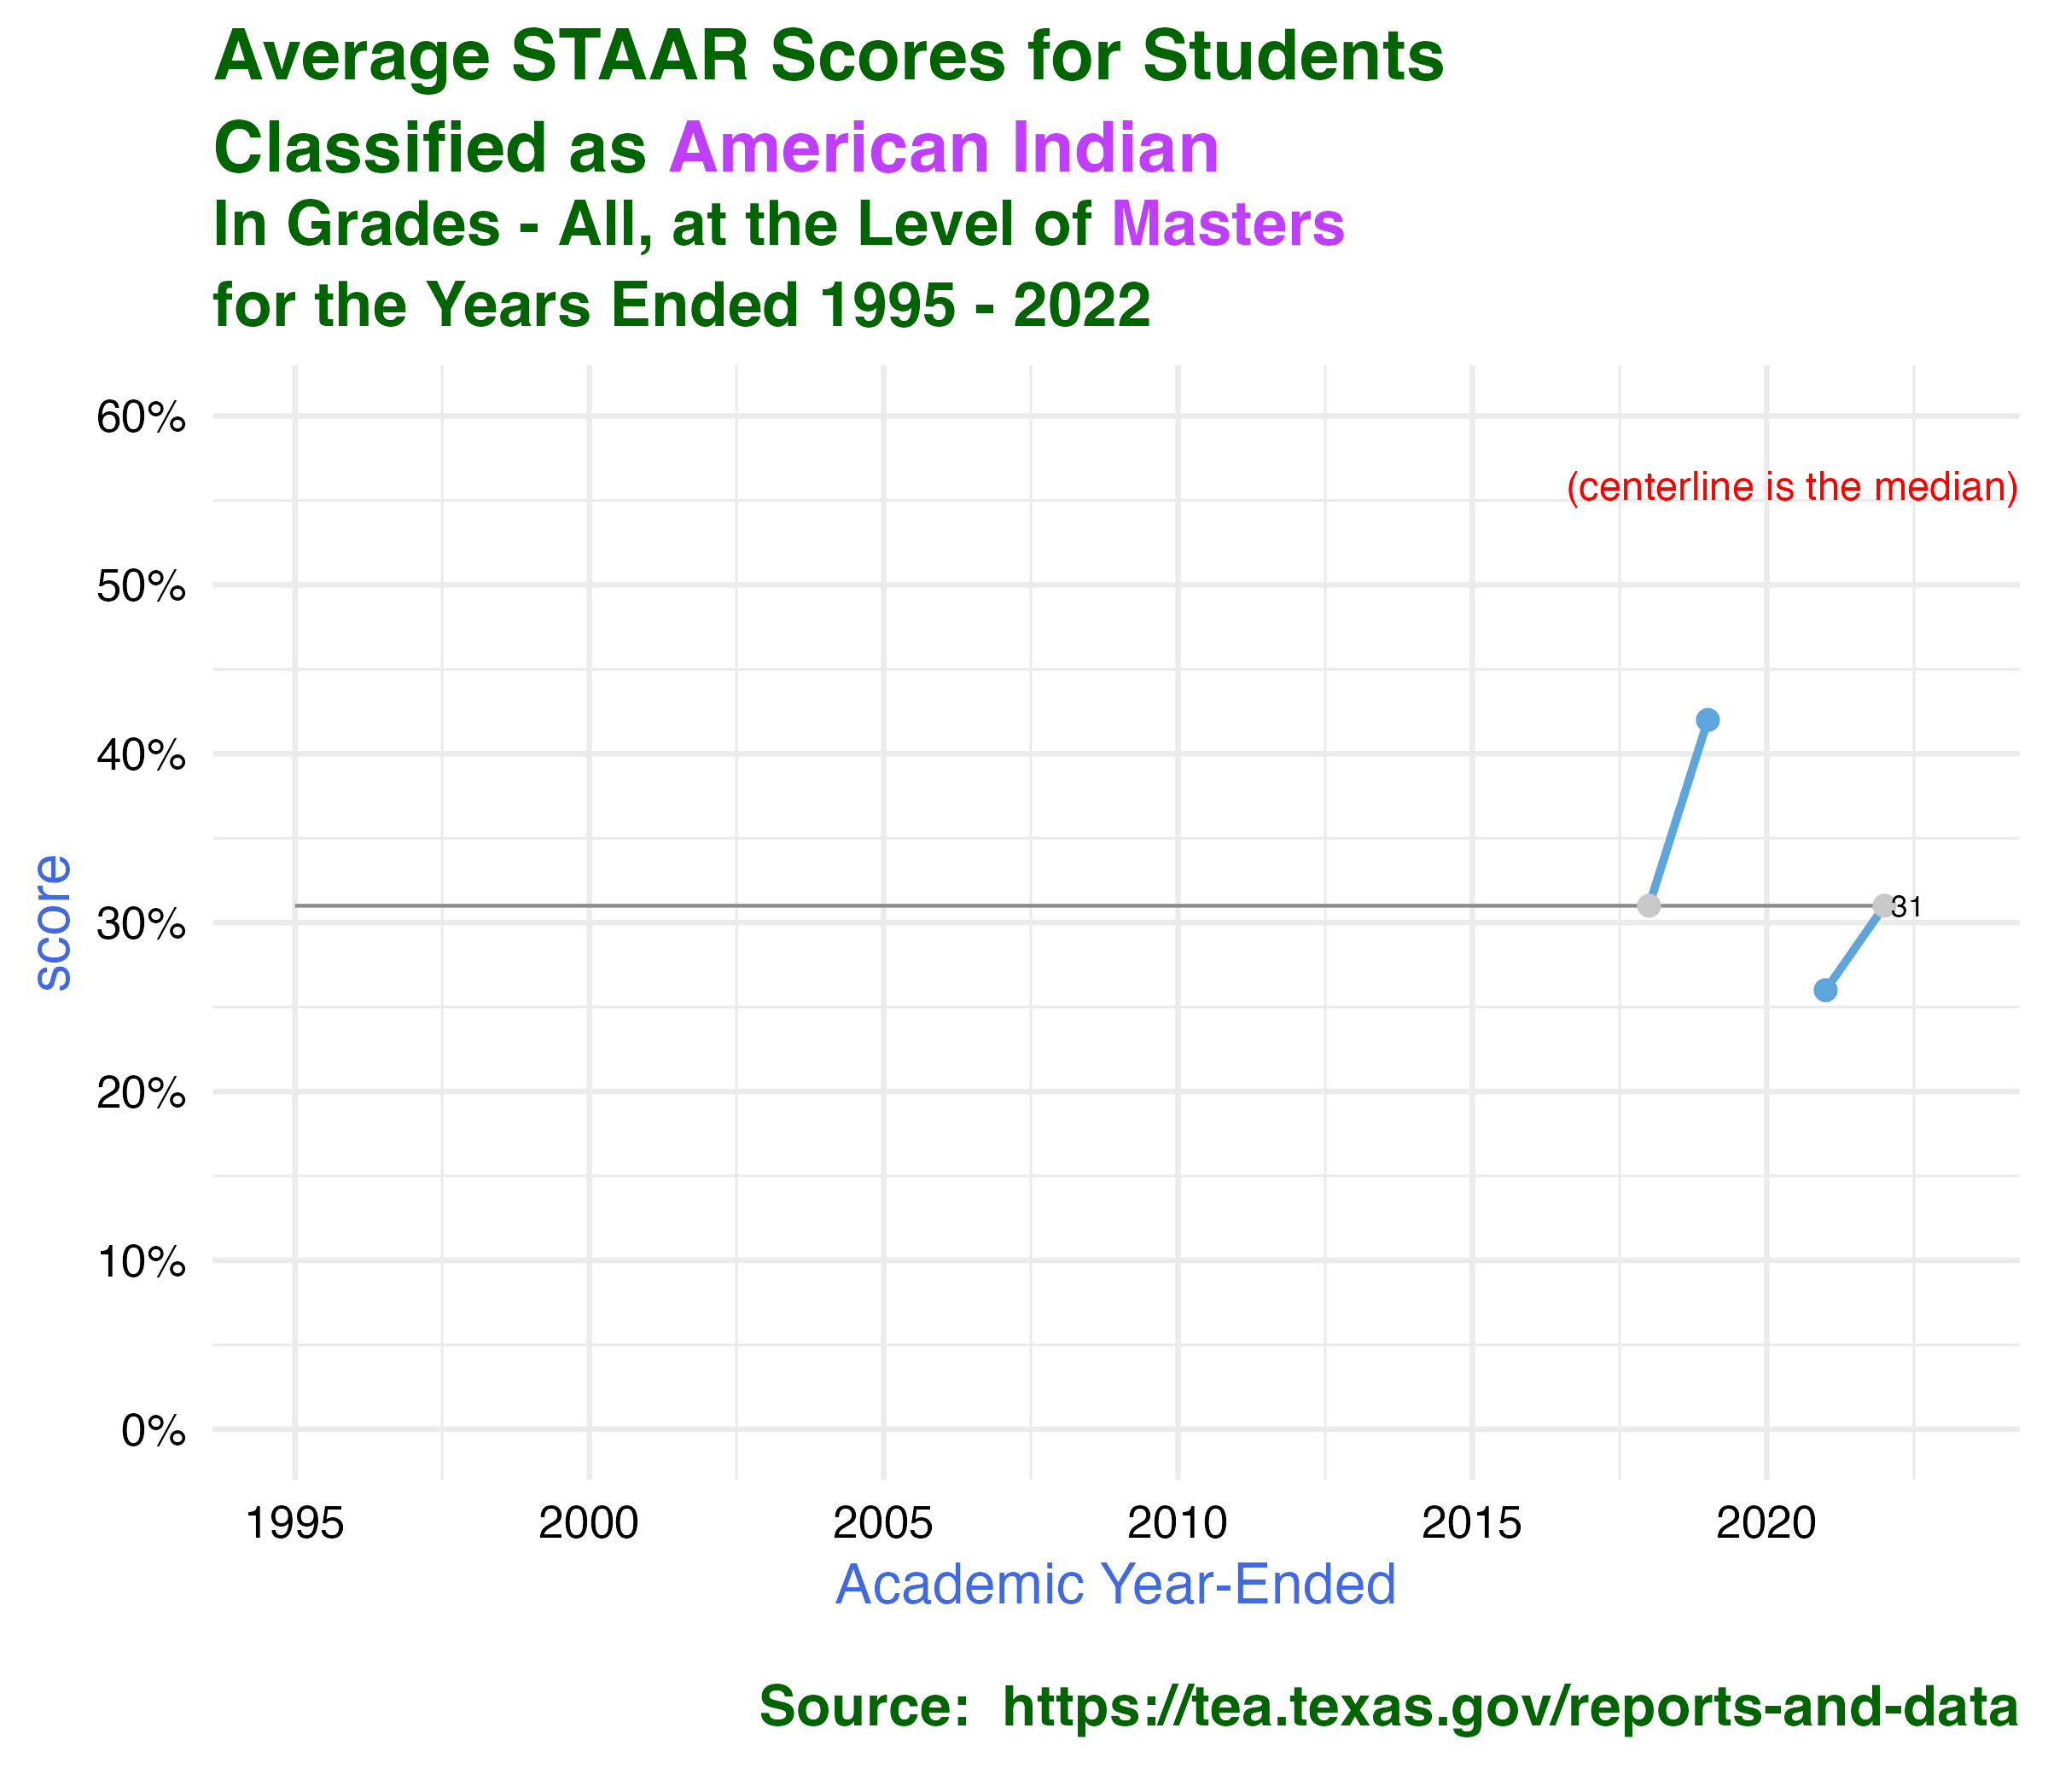 Average STAAR Scores for Students
Classified as American Indian
In Grades - All, at the Level of Masters
for the Years Ended 1995 - 2022
60%
(centerline is the median)
50%
40%
score
30%
31
20%
10%
0%
1995 2000 2005 2010 2015 2020
Academic Year-Ended
Source:  https://tea.texas.gov/reports-and-data